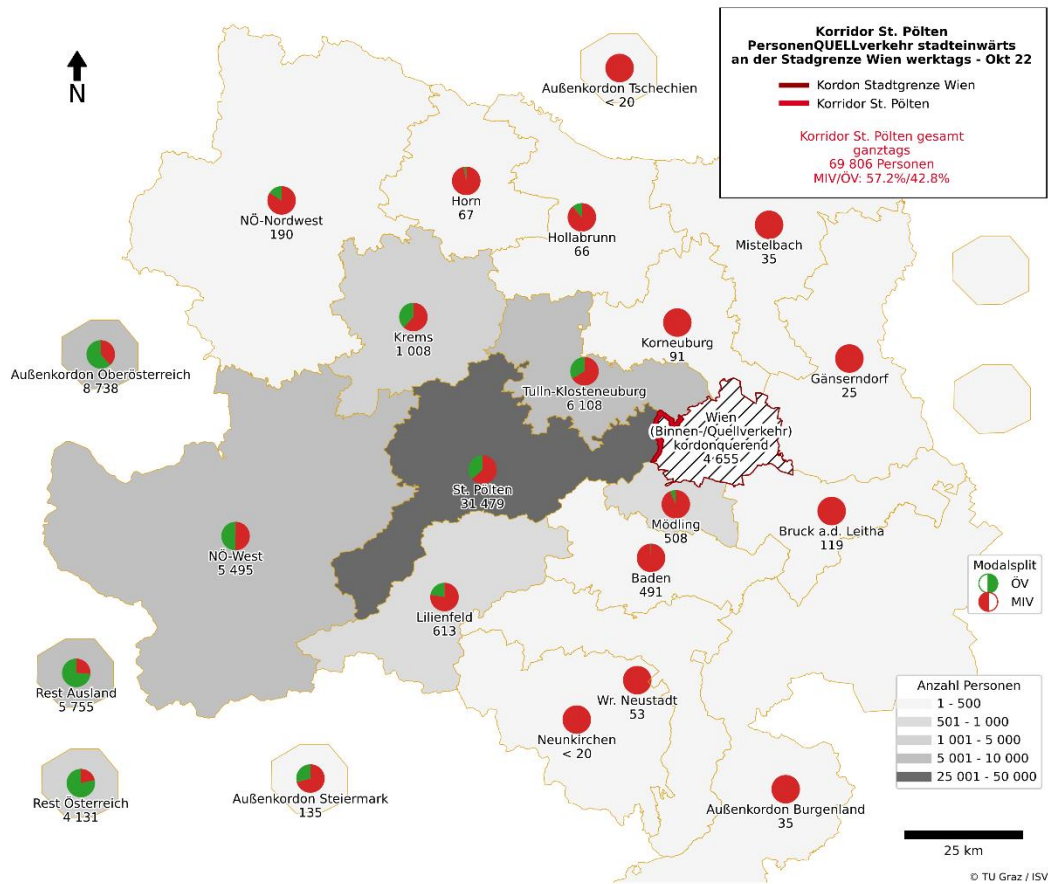 Korridor St. Pölten
PersonenQUELLverkehr stadteinwärts
an der Stadgrenze Wien werktags - Okt 22
Kordon Stadtgrenze Wien
Korridor St. Pölten
Korridor St. Pölten gesamt
ganztags
69 806 Personen
MIV/ÖV: 57.2%/42.8%
N
Außenkordon Tschechien
< 20
Horn
67
NÖ-Nordwest
190
Hollabrunn
66
Mistelbach
35
Krems
1 008
Korneuburg
91
Außenkordon Oberösterreich
8 738
Gänserndorf
25
Tulln-Klosteneuburg
6 108
Wien
(Binnen-/Quellverkehr)
kordonquerend
4 655
St. Pölten
31 479
Mödling
508
Bruck a.d. Leitha
119
NÖ-West
5 495
Baden
491
Modalsplit
ÖV
MIV
Lilienfeld
613
Rest Ausland
5 755
Wr. Neustadt
53
Neunkirchen
< 20
Anzahl Personen
1 - 500
501 - 1 000
1 001 - 5 000
5 001 - 10 000
25 001 - 50 000
Rest Österreich
4 131
Außenkordon Steiermark
135
Außenkordon Burgenland
35
25 km
© TU Graz / ISV